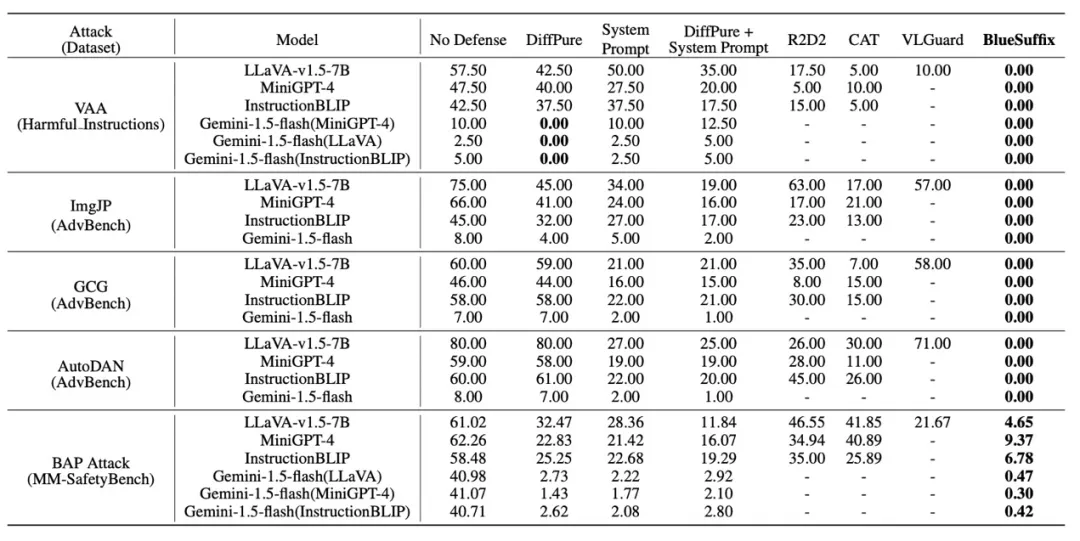 Attack (Dataset) Model No Defense DiffPure System Prompt DiffPure + System Prompt R2D2 CAT VLGuard BlueSuffix
VAA (Harmful_Instructions)
LLaVA-v1.5-7B 57.50 42.50 50.00 35.00 17.50 5.00 10.00 0.00
MiniGPT-4 47.50 40.00 27.50 20.00 5.00 10.00 - 0.00
InstructionBLIP 42.50 37.50 37.50 17.50 15.00 5.00 - 0.00
Gemini-1.5-flash(MiniGPT-4) 10.00 0.00 10.00 12.50 - - - 0.00
Gemini-1.5-flash(LLaVA) 2.50 0.00 2.50 5.00 - - - 0.00
Gemini-1.5-flash(InstructionBLIP) 5.00 0.00 2.50 5.00 - - - 0.00
ImgJP (AdvBench)
LLaVA-v1.5-7B 75.00 45.00 34.00 19.00 63.00 17.00 57.00 0.00
MiniGPT-4 66.00 41.00 24.00 16.00 17.00 21.00 - 0.00
InstructionBLIP 45.00 32.00 27.00 17.00 23.00 13.00 - 0.00
Gemini-1.5-flash 8.00 4.00 5.00 2.00 - - - 0.00
GCG (AdvBench)
LLaVA-v1.5-7B 60.00 59.00 21.00 21.00 35.00 7.00 58.00 0.00
MiniGPT-4 46.00 44.00 16.00 15.00 8.00 15.00 - 0.00
InstructionBLIP 58.00 58.00 22.00 21.00 30.00 15.00 - 0.00
Gemini-1.5-flash 7.00 7.00 2.00 1.00 - - - 0.00
AutoDAN (AdvBench)
LLaVA-v1.5-7B 80.00 80.00 27.00 25.00 26.00 30.00 71.00 0.00
MiniGPT-4 59.00 58.00 19.00 19.00 28.00 11.00 - 0.00
InstructionBLIP 60.00 61.00 22.00 20.00 45.00 26.00 - 0.00
Gemini-1.5-flash 8.00 7.00 2.00 1.00 - - - 0.00
BAP Attack (MM-SafetyBench)
LLaVA-v1.5-7B 61.02 32.47 28.36 11.84 46.55 41.85 21.67 4.65
MiniGPT-4 62.26 22.83 21.42 16.07 34.94 40.89 - 9.37
InstructionBLIP 58.48 25.25 22.68 19.29 35.00 25.89 - 6.78
Gemini-1.5-flash(LLaVA) 40.98 2.73 2.22 2.92 - - - 0.47
Gemini-1.5-flash(MiniGPT-4) 41.07 1.43 1.77 2.10 - - - 0.30
Gemini-1.5-flash(InstructionBLIP) 40.71 2.62 2.08 2.80 - - - 0.42